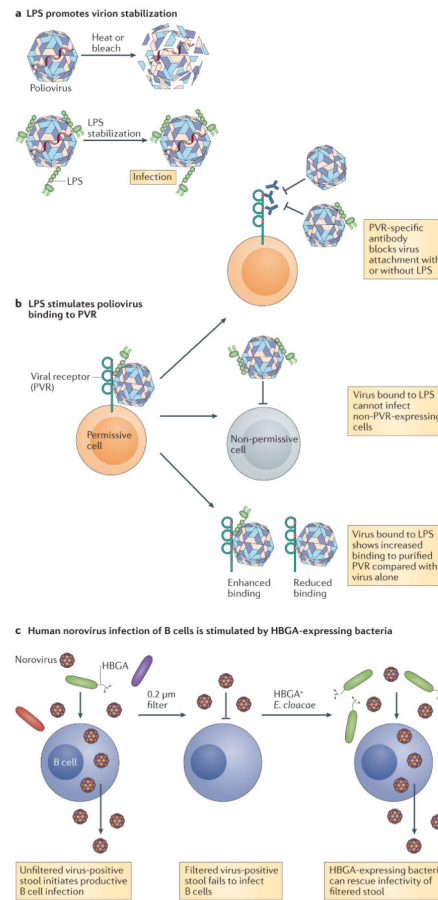 a LPS promotes virion stabilization
Heat or
bleach
Poliovirus
LPS
stabilization
LPS
Infection
PVR-specific
antibody
blocks virus
attachment with
or without LPS
b LPS stimulates poliovirus
binding to PVR
Viral receptor
(PVR)
Permissive
cell
Non-permissive
cell
Virus bound to LPS
cannot infect
non-PVR-expressing
cells
Virus bound to LPS
shows increased
binding to purified
PVR compared with
virus alone
Enhanced
binding
Reduced
binding
c Human norovirus infection of B cells is stimulated by HBGA-expressing bacteria
Norovirus
HBGA
0.2 μm
filter
HBGA⁺
E. cloacae
B cell
Unfiltered virus-positive
stool initiates productive
B cell infection
Filtered virus-positive
stool fails to infect
B cells
HBGA-expressing bacteri
can rescue infectivity of
filtered stool